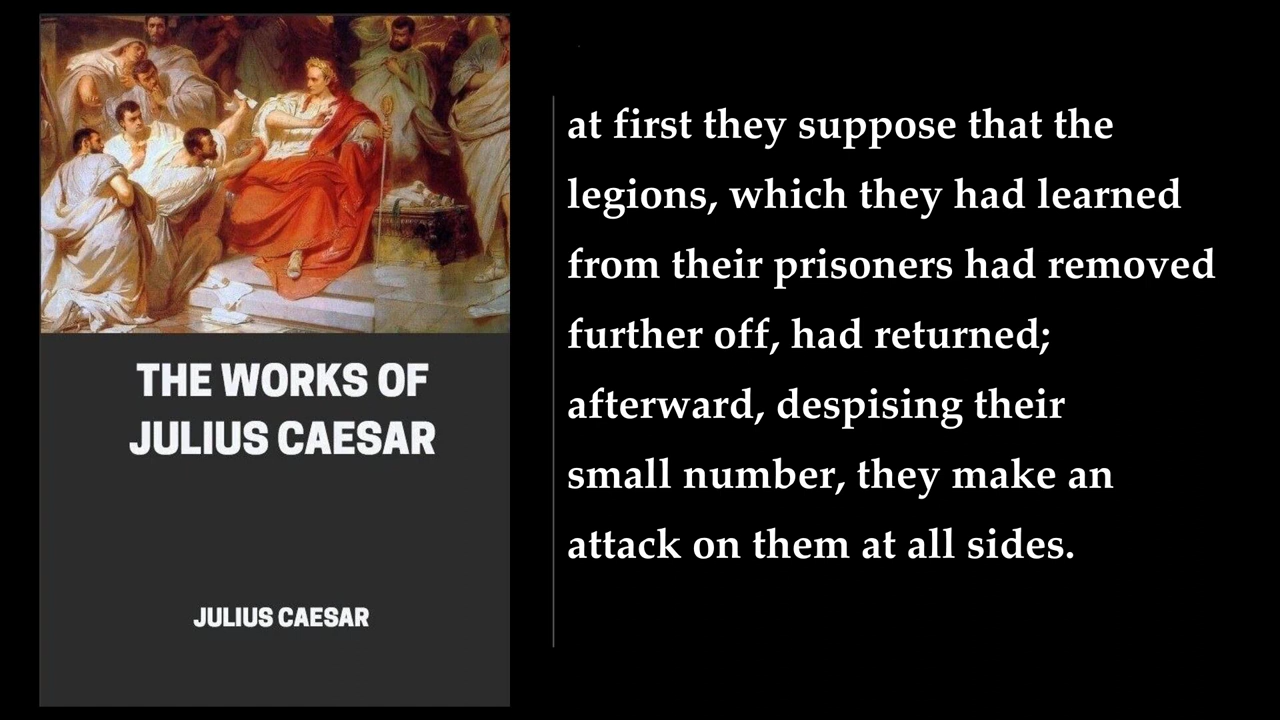 THE WORKS OF
JULIUS CAESAR
JULIUS CAESAR
at first they suppose that the
legions, which they had learned
from their prisoners had removed
further off, had returned;
afterward, despising their
small number, they make an
attack on them at all sides.